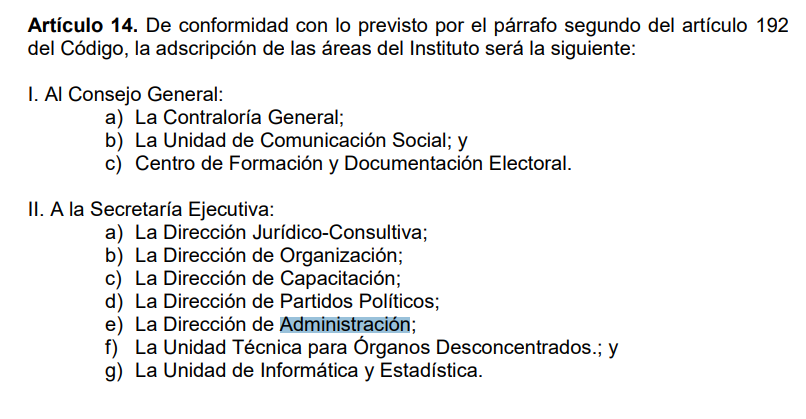 Artículo 14. De conformidad con lo previsto por el párrafo segundo del artículo 192
del Código, la adscripción de las áreas del Instituto será la siguiente:
I. Al Consejo General:
a) La Contraloría General;
b) La Unidad de Comunicación Social; y
c) Centro de Formación y Documentación Electoral.
II. A la Secretaría Ejecutiva:
a) La Dirección Jurídico-Consultiva;
b) La Dirección de Organización;
c) La Dirección de Capacitación;
d) La Dirección de Partidos Políticos;
e) La Dirección de Administración;
f) La Unidad Técnica para Órganos Desconcentrados.; y
g) La Unidad de Informática y Estadística.